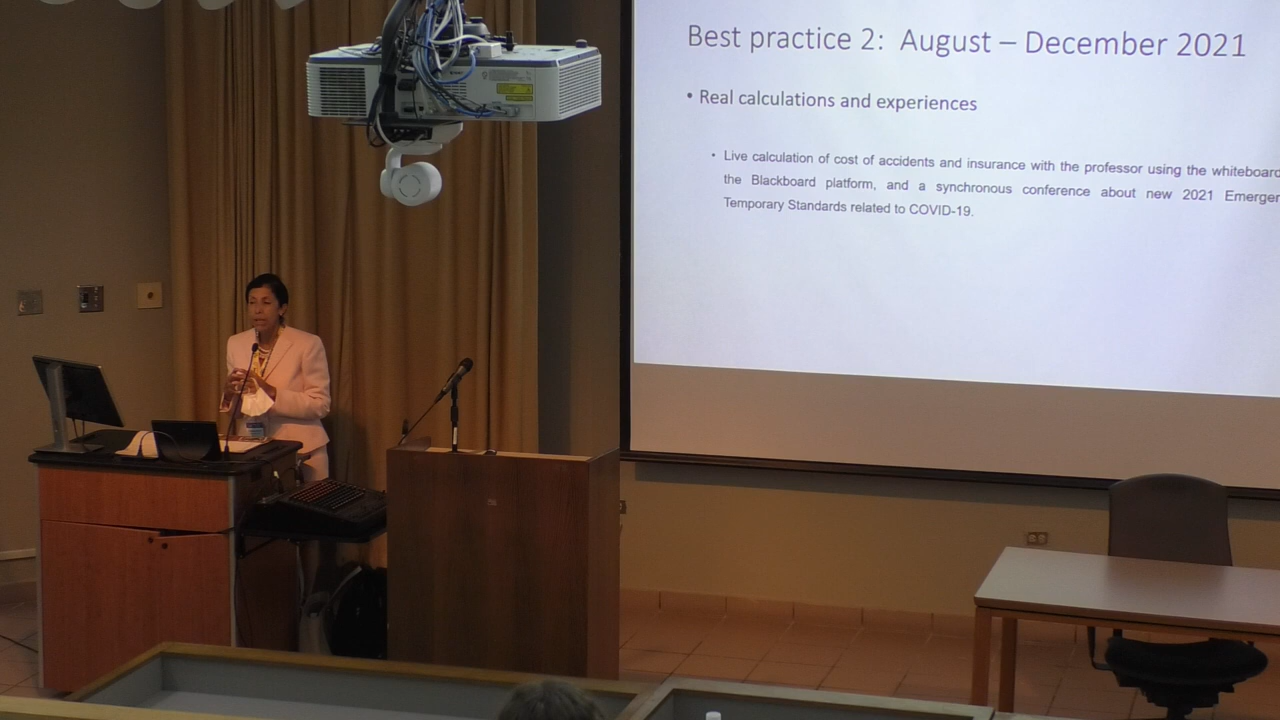 Best practice 2: August – December 2021
• Real calculations and experiences
• Live calculation of cost of accidents and insurance with the professor using the whiteboard
the Blackboard platform, and a synchronous conference about new 2021 Emergen
Temporary Standards related to COVID-19.